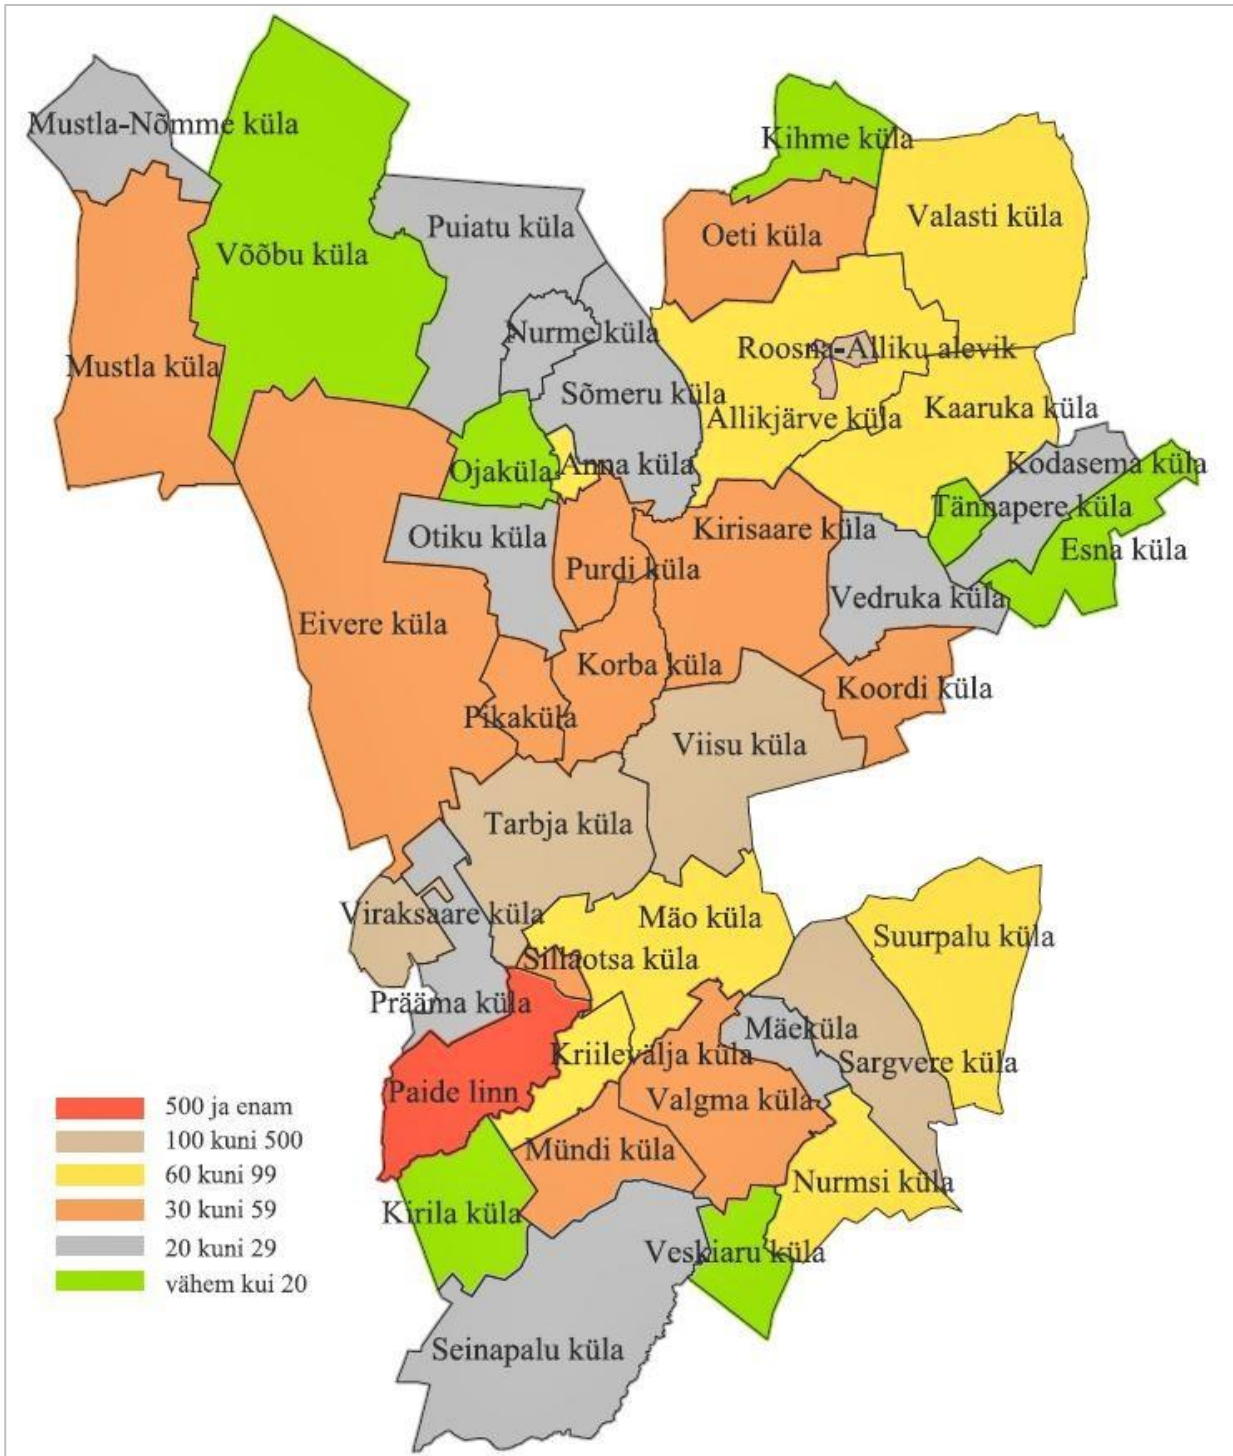 Mustla-Nõmme küla
Kihme küla
Valasti küla
Puiatu küla
Oeti küla
Võõbu küla
Nurme küla
Roosna-Alliku alevik
Mustla küla
Sõmeru küla
Allikjärve küla
Kaaruka küla
Ojaküla
Anna küla
Kodasema küla
Tännapere küla
Otiku küla
Kirisaare küla
Esna küla
Purdi küla
Vedruka küla
Eivere küla
Korba küla
Koordi küla
Pikaküla
Viisu küla
Tarbja küla
Viraksaare küla
Mäo küla
Suurpalu küla
Sillaotsa küla
Prääma küla
Mäeküla
Kriilevälja küla
Sargvere küla
Paide linn
Valgma küla
Mündi küla
Nurmsi küla
Kirila küla
Veskiaru küla
Seinapalu küla
500 ja enam
100 kuni 500
60 kuni 99
30 kuni 59
20 kuni 29
vähem kui 20